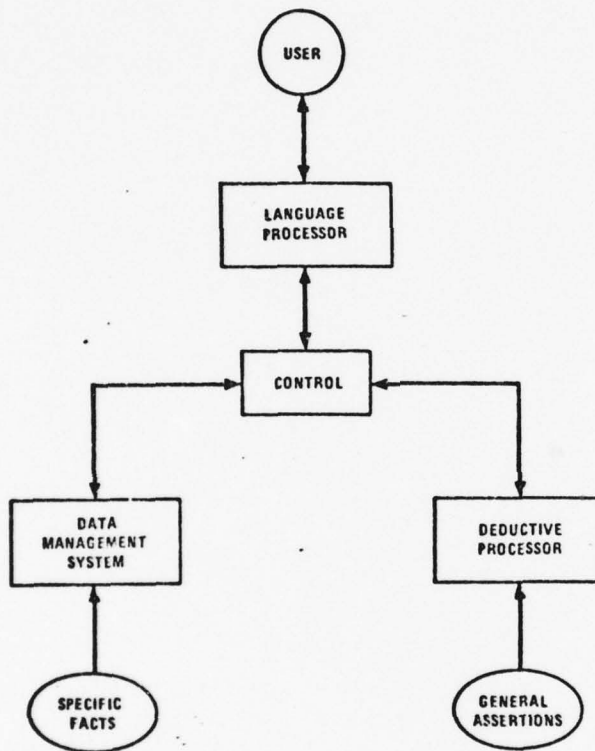 USER
LANGUAGE
PROCESSOR
CONTROL
DATA
MANAGEMENT
SYSTEM
DEDUCTIVE
PROCESSOR
SPECIFIC
FACTS
GENERAL
ASSERTIONS